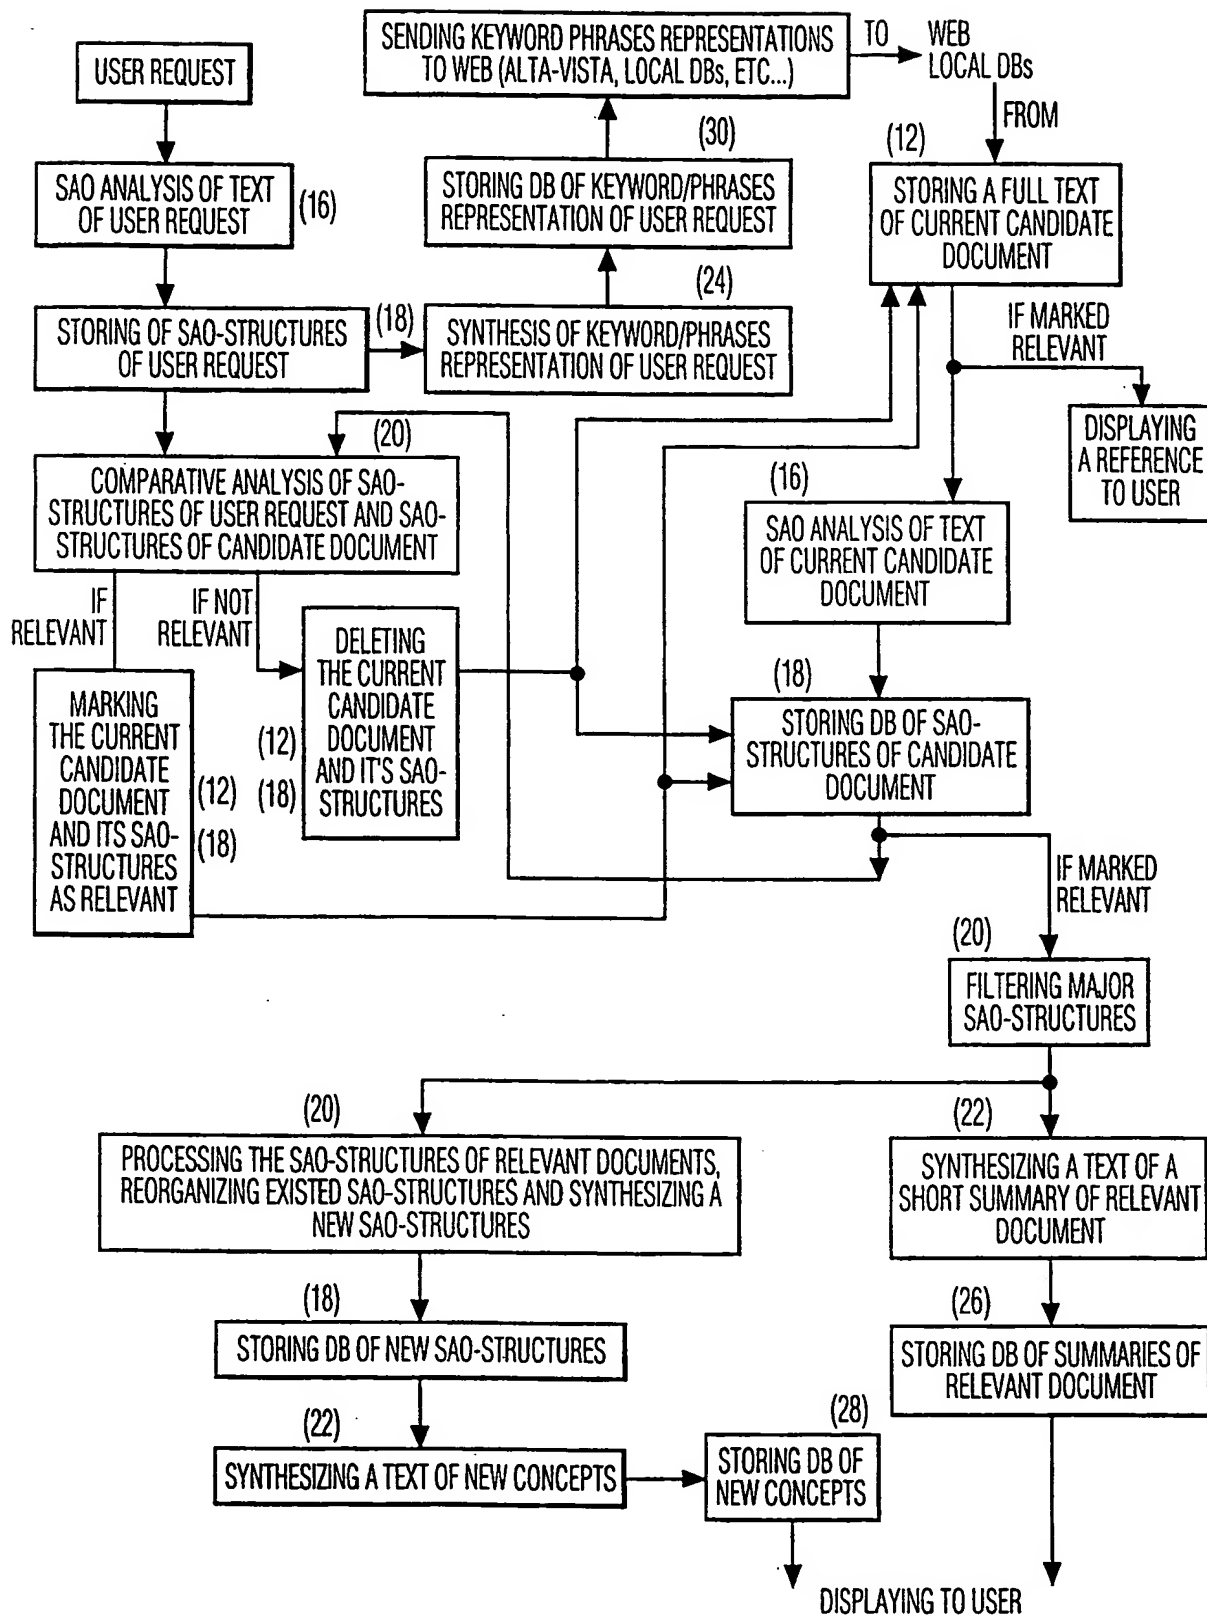 USER REQUEST
SENDING KEYWORD PHRASES REPRESENTATIONS
TO WEB (ALTA-VISTA, LOCAL DBs, ETC...)
TO
WEB
LOCAL DBs
FROM
SAO ANALYSIS OF TEXT
OF USER REQUEST
(16)
(30)
STORING DB OF KEYWORD/PHRASES
REPRESENTATION OF USER REQUEST
(12)
STORING A FULL TEXT
OF CURRENT CANDIDATE
DOCUMENT
STORING OF SAO-STRUCTURES
OF USER REQUEST
(18)
(24)
SYNTHESIS OF KEYWORD/PHRASES
REPRESENTATION OF USER REQUEST
IF MARKED
RELEVANT
DISPLAYING
A REFERENCE
TO USER
(20)
COMPARATIVE ANALYSIS OF SAO-
STRUCTURES OF USER REQUEST AND SAO-
STRUCTURES OF CANDIDATE DOCUMENT
(16)
SAO ANALYSIS OF TEXT
OF CURRENT CANDIDATE
DOCUMENT
IF
RELEVANT
IF NOT
RELEVANT
DELETING
THE CURRENT
CANDIDATE
DOCUMENT
AND IT'S SAO-
STRUCTURES
(12)
(18)
MARKING
THE CURRENT
CANDIDATE
DOCUMENT
AND ITS SAO-
STRUCTURES
AS RELEVANT
(12)
(18)
(18)
STORING DB OF SAO-
STRUCTURES OF CANDIDATE
DOCUMENT
IF MARKED
RELEVANT
(20)
FILTERING MAJOR
SAO-STRUCTURES
(20)
PROCESSING THE SAO-STRUCTURES OF RELEVANT DOCUMENTS,
REORGANIZING EXISTED SAO-STRUCTURES AND SYNTHESIZING A
NEW SAO-STRUCTURES
(22)
SYNTHESIZING A TEXT OF A
SHORT SUMMARY OF RELEVANT
DOCUMENT
(18)
STORING DB OF NEW SAO-STRUCTURES
(26)
STORING DB OF SUMMARIES OF
RELEVANT DOCUMENT
(22)
SYNTHESIZING A TEXT OF NEW CONCEPTS
(28)
STORING DB OF
NEW CONCEPTS
DISPLAYING TO USER